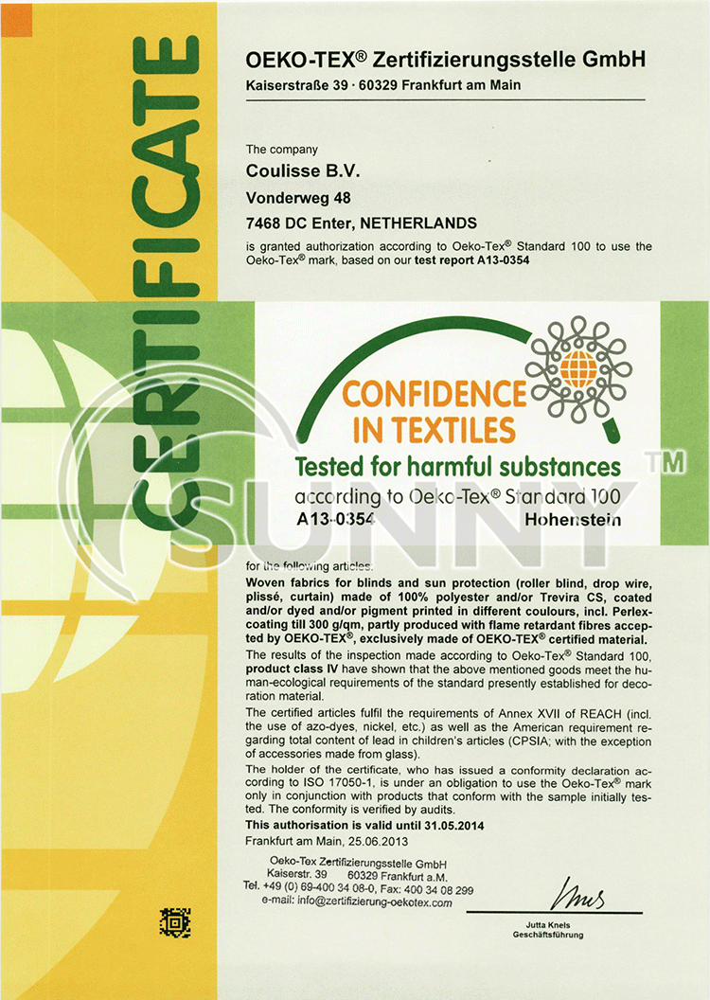 CERTIFICATE
OEKO-TEX® Zertifizierungsstelle GmbH
Kaiserstraße 39 · 60329 Frankfurt am Main
The company
Coulisse B.V.
Vonderweg 48
7468 DC Enter, NETHERLANDS
is granted authorization according to Oeko-Tex® Standard 100 to use the
Oeko-Tex® mark, based on our test report A13-0354
CONFIDENCE
IN TEXTILES
Tested for harmful substances
according to Oeko-Tex® Standard 100
A13-0354 Hohenstein
SUNNY TM
for the following articles:
Woven fabrics for blinds and sun protection (roller blind, drop wire,
plissé, curtain) made of 100% polyester and/or Trevira CS, coated
and/or dyed and/or pigment printed in different coulours, incl. Perlex-
coating till 300 g/qm, partly produced with flame retardant fibres accep-
ted by OEKO-TEX®, exclusively made of OEKO-TEX® certified material.
The results of the inspection made according to Oeko-Tex® Standard 100,
product class IV have shown that the above mentioned goods meet the hu-
man-ecological requirements of the standard presently established for deco-
ration material.
The certified articles fulfil the requirements of Annex XVII of REACH (incl.
the use of azo-dyes, nickel, etc.) as well as the American requirement re-
garding total content of lead in children's articles (CPSIA; with the exception
of accessories made from glass).
The holder of the certificate, who has issued a conformity declaration ac-
cording to ISO 17050-1, is under an obligation to use the Oeko-Tex® mark
only in conjunction with products that conform with the sample initially tes-
ted. The conformity is verified by audits.
This authorisation is valid until 31.05.2014
Frankfurt am Main, 25.06.2013
Oeko-Tex Zertifizierungsstelle GmbH
Kaiserstr. 39 60329 Frankfurt a.M.
Tel. +49 (0) 69-400 34 08-0, Fax: 400 34 08 299
e-mail: info@zertifizierung-oekotex.com
Jutta Knels
Geschäftsführung